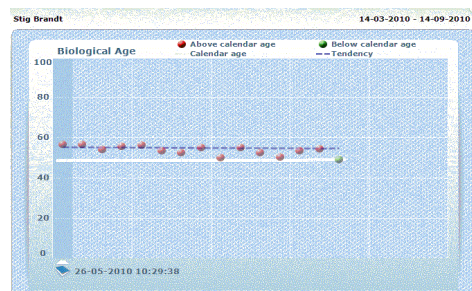 Stig Brandt 14-03-2010 - 14-09-2010
Biological Age Above calendar age Below calendar age
Calendar age Tendency
100
80
60
40
20
0
26-05-2010 10:29:38